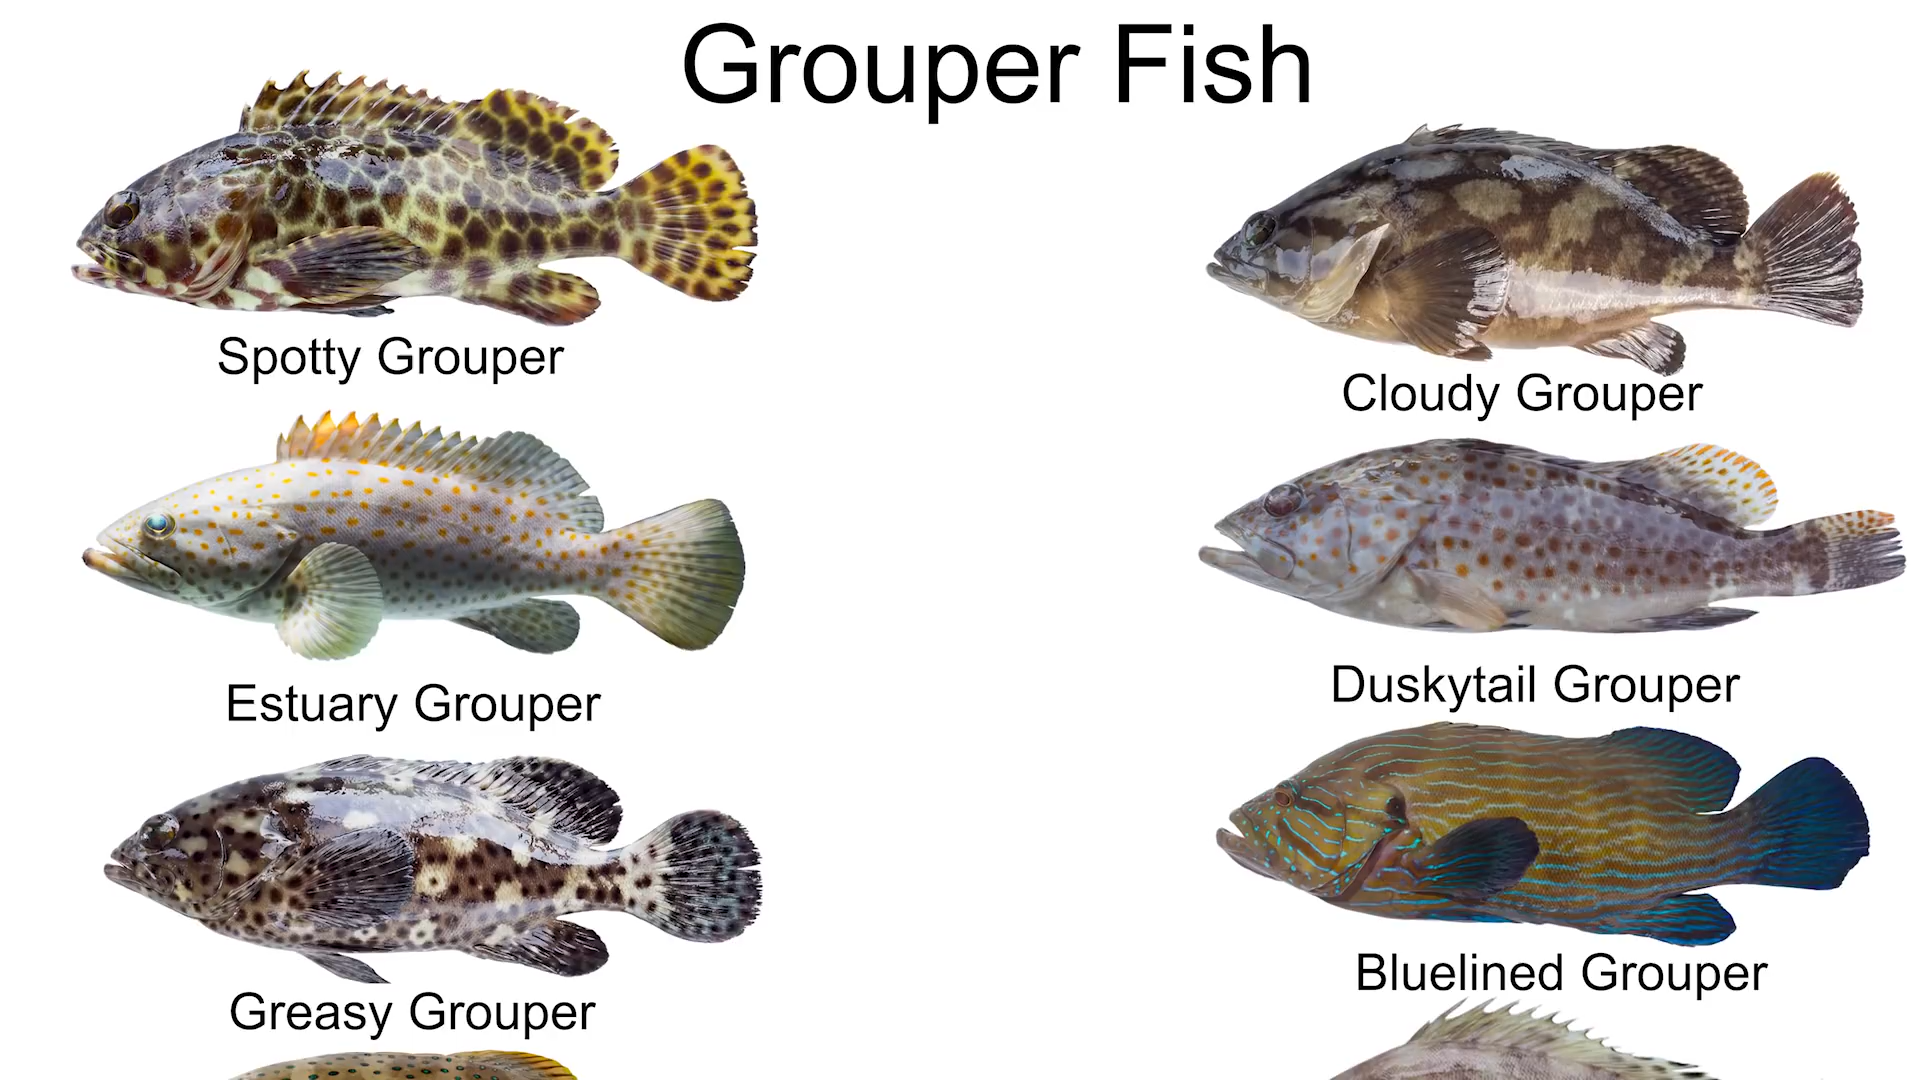 Grouper Fish
Spotty Grouper
Cloudy Grouper
Estuary Grouper
Duskytail Grouper
Greasy Grouper
Bluelined Grouper